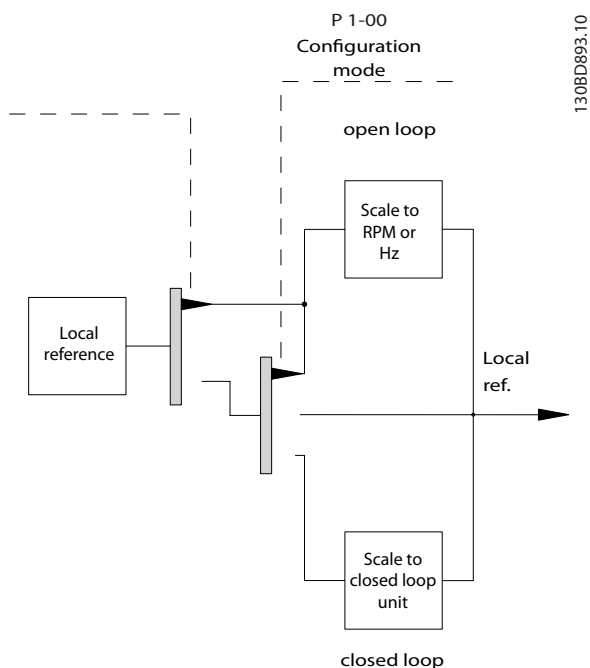 P 1-00
Configuration
mode
130BD893.10
open loop
Scale to
RPM or
Hz
Local
reference
Local
ref.
Scale to
closed loop
unit
closed loop